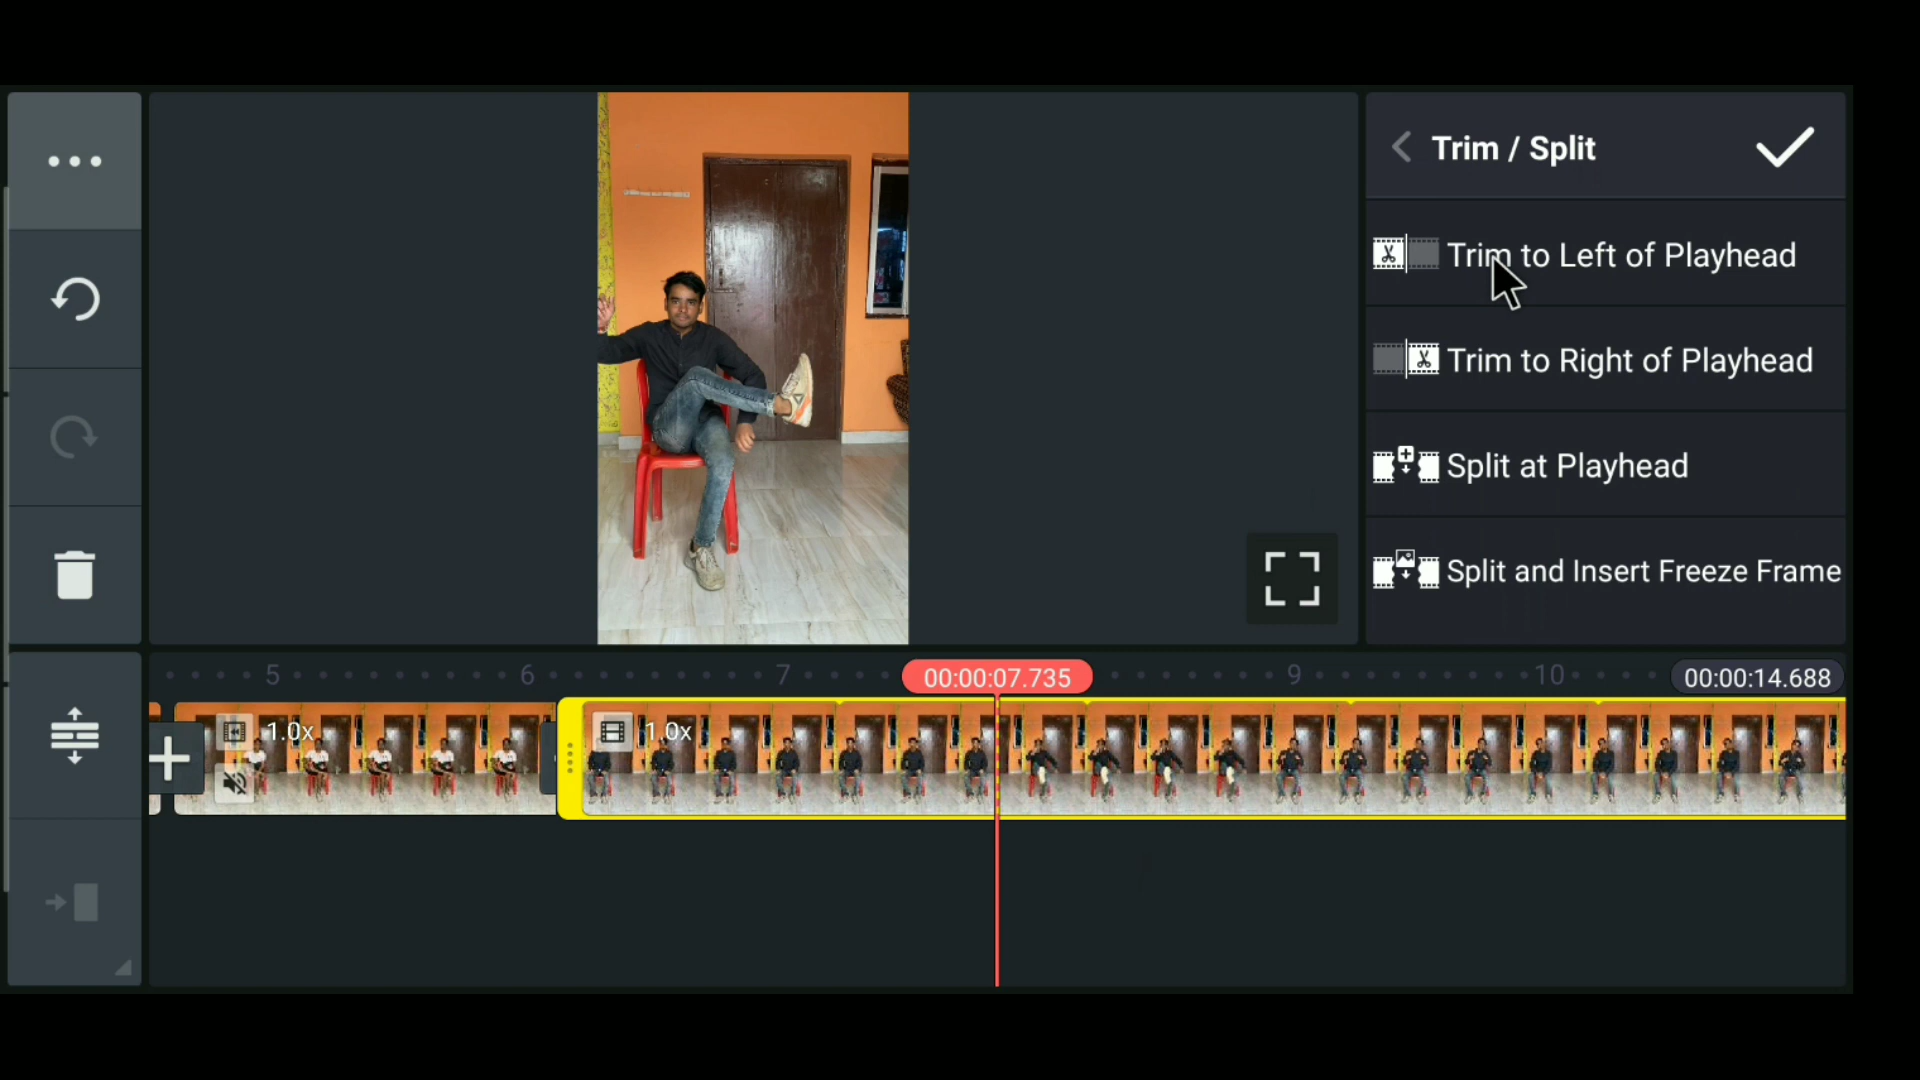 Trim / Split
Trim to Left of Playhead
Trim to Right of Playhead
Split at Playhead
Split and Insert Freeze Frame
5
6
7
00:00:07.735
9
10
00:00:14.688
1.0x
1.0x